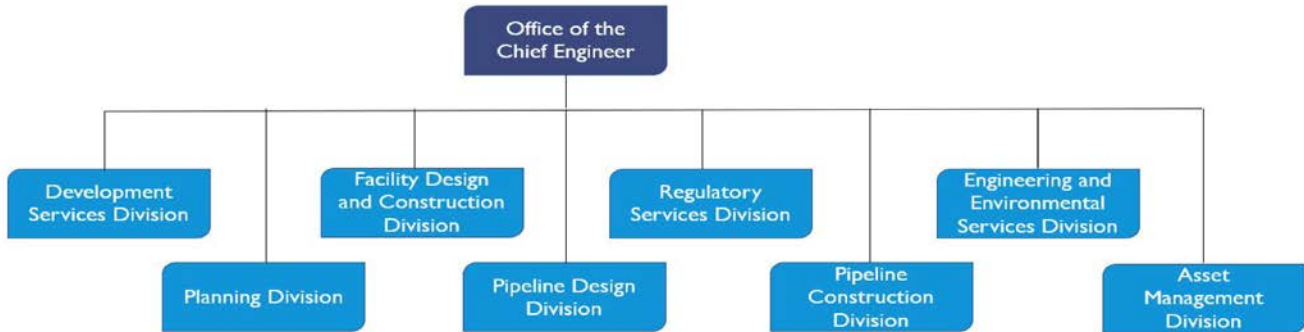 Office of the
Chief Engineer
Development
Services Division
Facility Design
and Construction
Division
Regulatory
Services Division
Engineering and
Environmental
Services Division
Planning Division
Pipeline Design
Division
Pipeline
Construction
Division
Asset
Management
Division